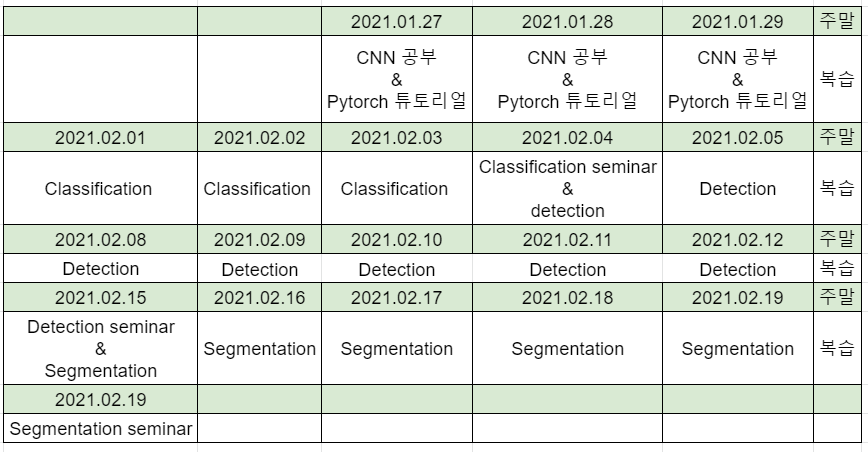 2021.01.27 2021.01.28 2021.01.29 주말
CNN 공부 CNN 공부 CNN 공부
& & & 복습
Pytorch 튜토리얼 Pytorch 튜토리얼 Pytorch 튜토리얼
2021.02.01 2021.02.02 2021.02.03 2021.02.04 2021.02.05 주말
Classification seminar
Classification Classification Classification & Detection 복습
detection
2021.02.08 2021.02.09 2021.02.10 2021.02.11 2021.02.12 주말
Detection Detection Detection Detection Detection 복습
2021.02.15 2021.02.16 2021.02.17 2021.02.18 2021.02.19 주말
Detection seminar
& Segmentation Segmentation Segmentation Segmentation 복습
Segmentation
2021.02.19
Segmentation seminar